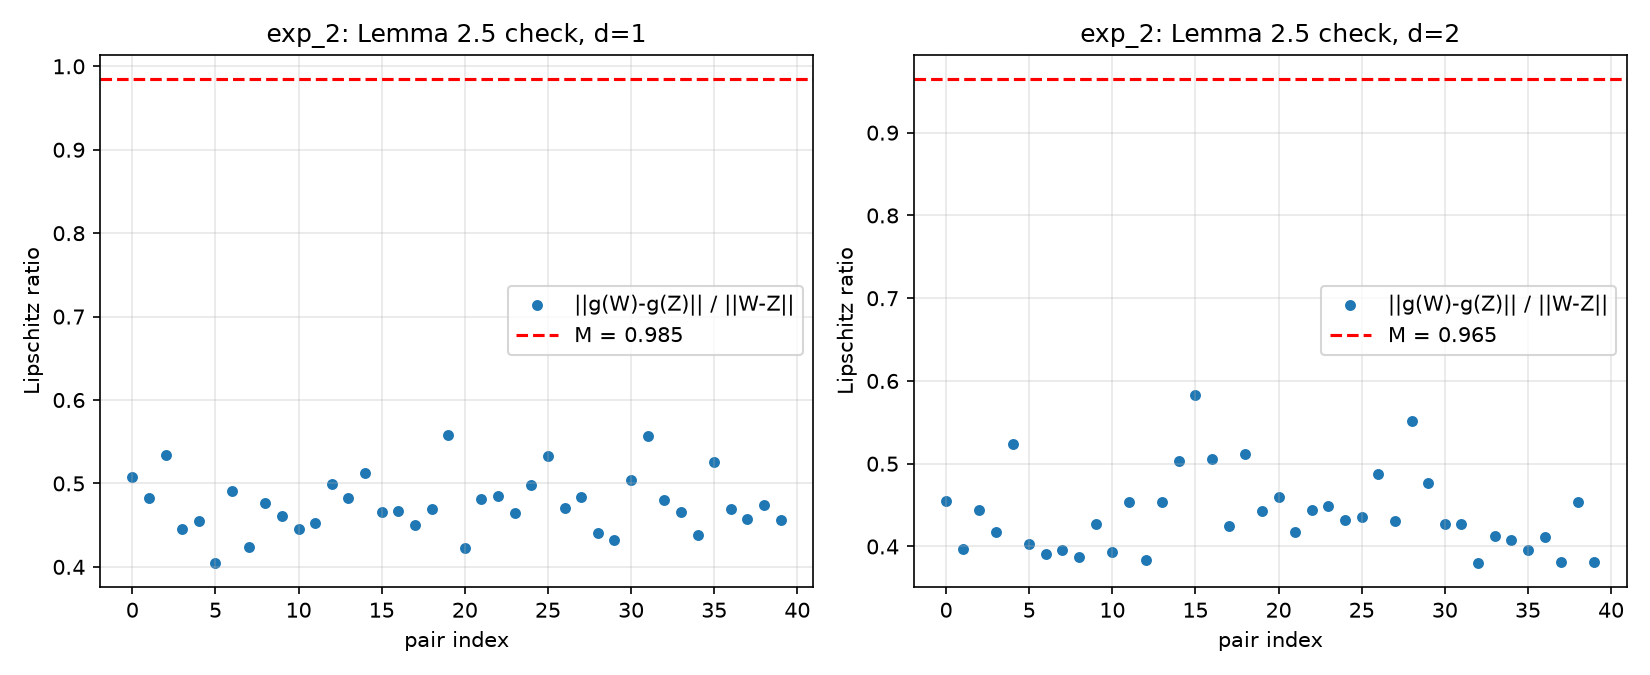 exp_2: Lemma 2.5 check, d=1
Lipschitz ratio
1.0
0.9
0.8
0.7
0.6
0.5
0.4
||g(W)-g(Z)|| / ||W-Z||
M = 0.985
0 5 10 15 20 25 30 35 40
pair index
exp_2: Lemma 2.5 check, d=2
Lipschitz ratio
0.9
0.8
0.7
0.6
0.5
0.4
||g(W)-g(Z)|| / ||W-Z||
M = 0.965
0 5 10 15 20 25 30 35 40
pair index